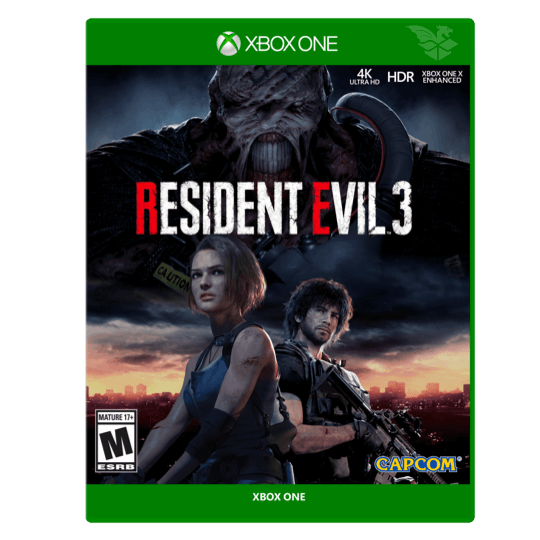 XBOX ONE
4K
ULTRA HD
HDR
XBOX ONE X
ENHANCED
RESIDENT EVIL.3
CAUTION
MATURE 17+
M
ESRB
CAPCOM
XBOX ONE